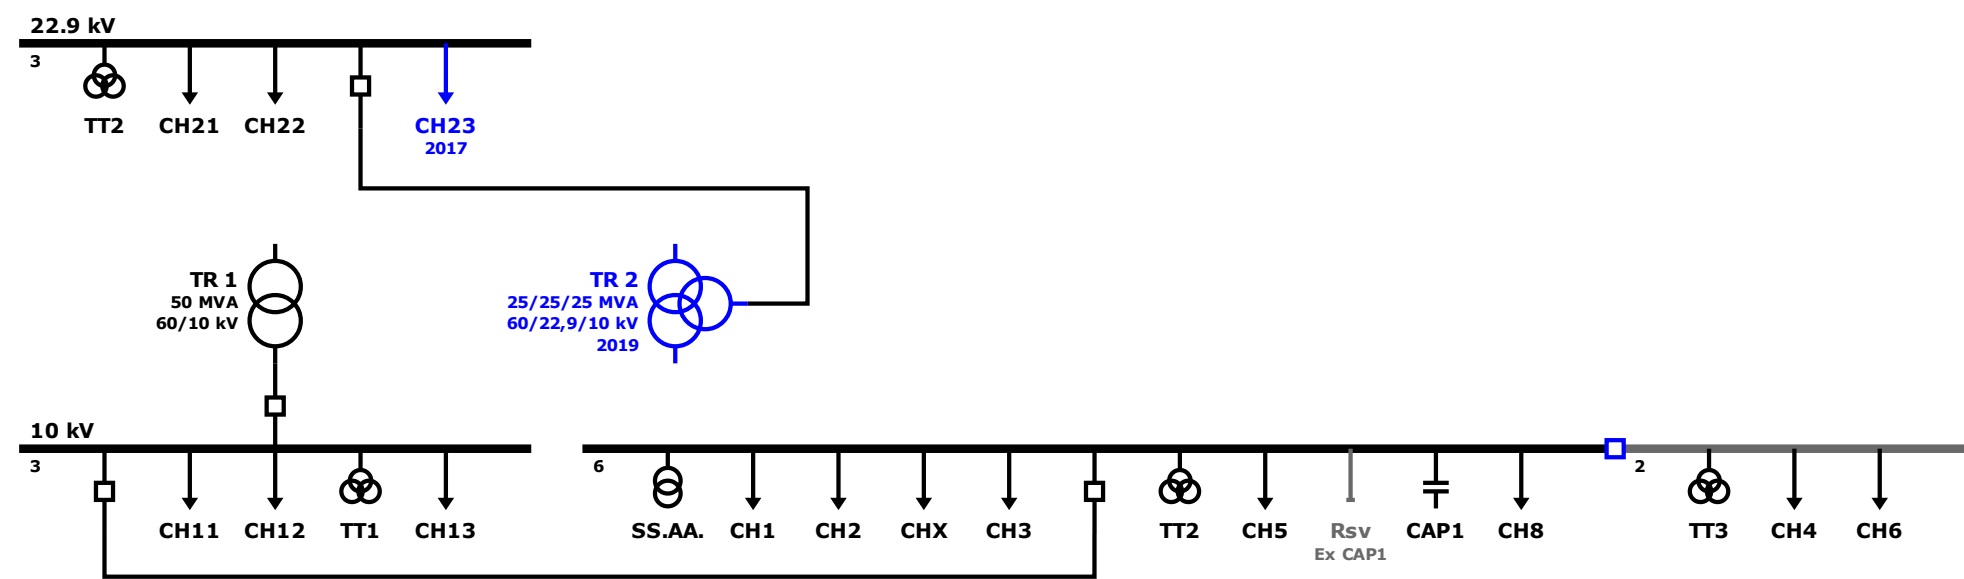 22.9 kV
3
TT2
CH21
CH22
CH23
2017
TR 1
50 MVA
60/10 kV
TR 2
25/25/25 MVA
60/22,9/10 kV
2019
10 kV
3
CH11
CH12
TT1
CH13
6
SS.AA.
CH1
CH2
CHX
CH3
TT2
CH5
Rsv
Ex CAP1
CAP1
CH8
2
TT3
CH4
CH6